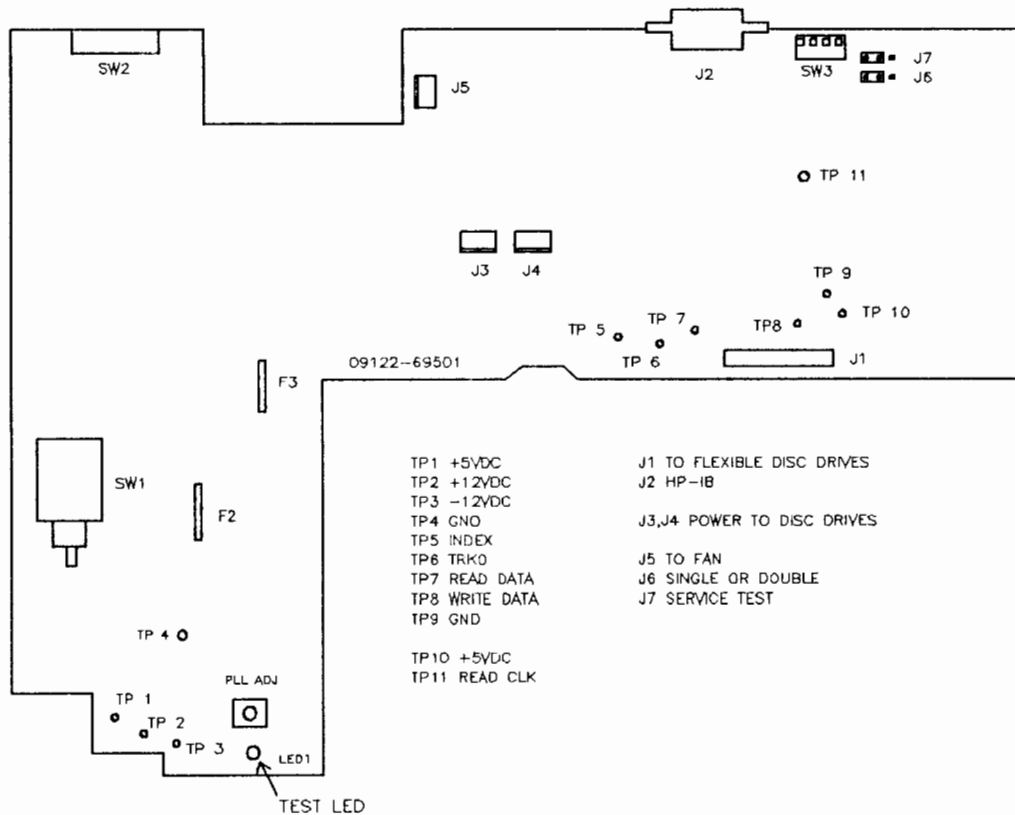 SW2
J5
J2
SW3
J7
J6
TP 11
J3
J4
TP 9
TP 10
TP8
TP 7
TP 5
TP 6
J1
09122-69501
F3
SW1
F2
TP1 +5VDC
TP2 +12VDC
TP3 -12VDC
TP4 GND
TP5 INDEX
TP6 TRK0
TP7 READ DATA
TP8 WRITE DATA
TP9 GND
TP10 +5VDC
TP11 READ CLK
J1 TO FLEXIBLE DISC DRIVES
J2 HP-IB
J3,J4 POWER TO DISC DRIVES
J5 TO FAN
J6 SINGLE OR DOUBLE
J7 SERVICE TEST
TP 4
PLL ADJ
TP 1
TP 2
TP 3
LED1
TEST LED